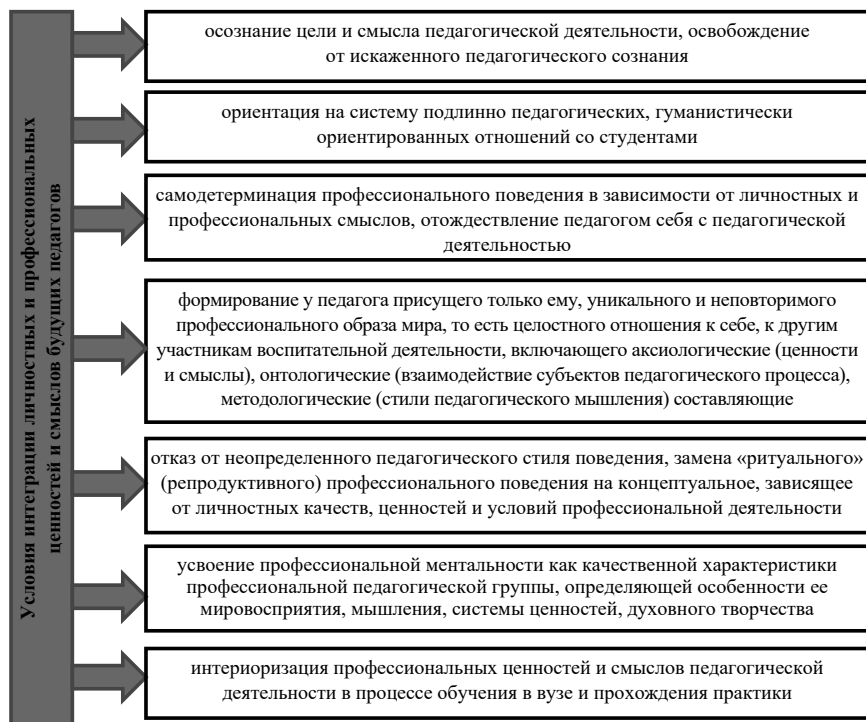 Условия интеграции личностных и профессиональных
ценностей и смыслов будущих педагогов
осознание цели и смысла педагогической деятельности, освобождение
от искаженного педагогического сознания
ориентация на систему подлинно педагогических, гуманистически
ориентированных отношений со студентами
самодетерминация профессионального поведения в зависимости от личностных и
профессиональных смыслов, отождествление педагогом себя с педагогической
деятельностью
формирование у педагога присущего только ему, уникального и неповторимого
профессионального образа мира, то есть целостного отношения к себе, к другим
участникам воспитательной деятельности, включающего аксиологические (ценности
и смыслы), онтологические (взаимодействие субъектов педагогического процесса),
методологические (стили педагогического мышления) составляющие
отказ от неопределенного педагогического стиля поведения, замена «ритуального»
(репродуктивного) профессионального поведения на концептуальное, зависящее
от личностных качеств, ценностей и условий профессиональной деятельности
усвоение профессиональной ментальности как качественной характеристики
профессиональной педагогической группы, определяющей особенности ее
мировосприятия, мышления, системы ценностей, духовного творчества
интериоризация профессиональных ценностей и смыслов педагогической
деятельности в процессе обучения в вузе и прохождения практики